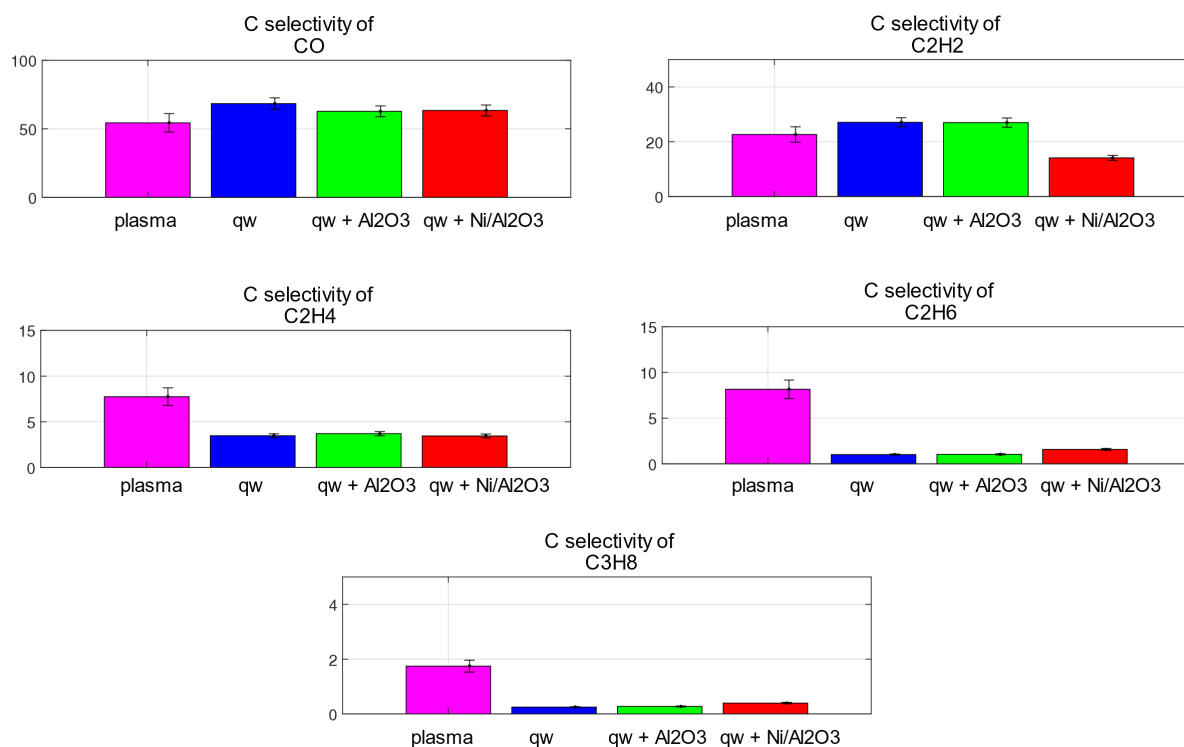 C selectivity of
CO
100
50
0
plasma qw qw + Al2O3 qw + Ni/Al2O3
C selectivity of
C2H2
40
20
0
plasma qw qw + Al2O3 qw + Ni/Al2O3
C selectivity of
C2H4
15
10
5
0
plasma qw qw + Al2O3 qw + Ni/Al2O3
C selectivity of
C2H6
15
10
5
0
plasma qw qw + Al2O3 qw + Ni/Al2O3
C selectivity of
C3H8
4
2
0
plasma qw qw + Al2O3 qw + Ni/Al2O3